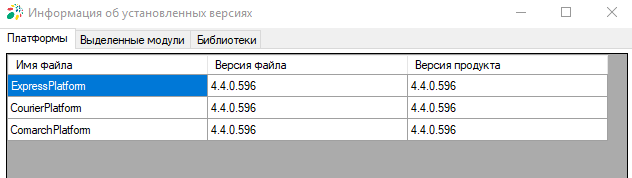 Информация об установленных версиях
Платформы Выделенные модули Библиотеки
Имя файла Версия файла Версия продукта
ExpressPlatform 4.4.0.596 4.4.0.596
CourierPlatform 4.4.0.596 4.4.0.596
ComarchPlatform 4.4.0.596 4.4.0.596